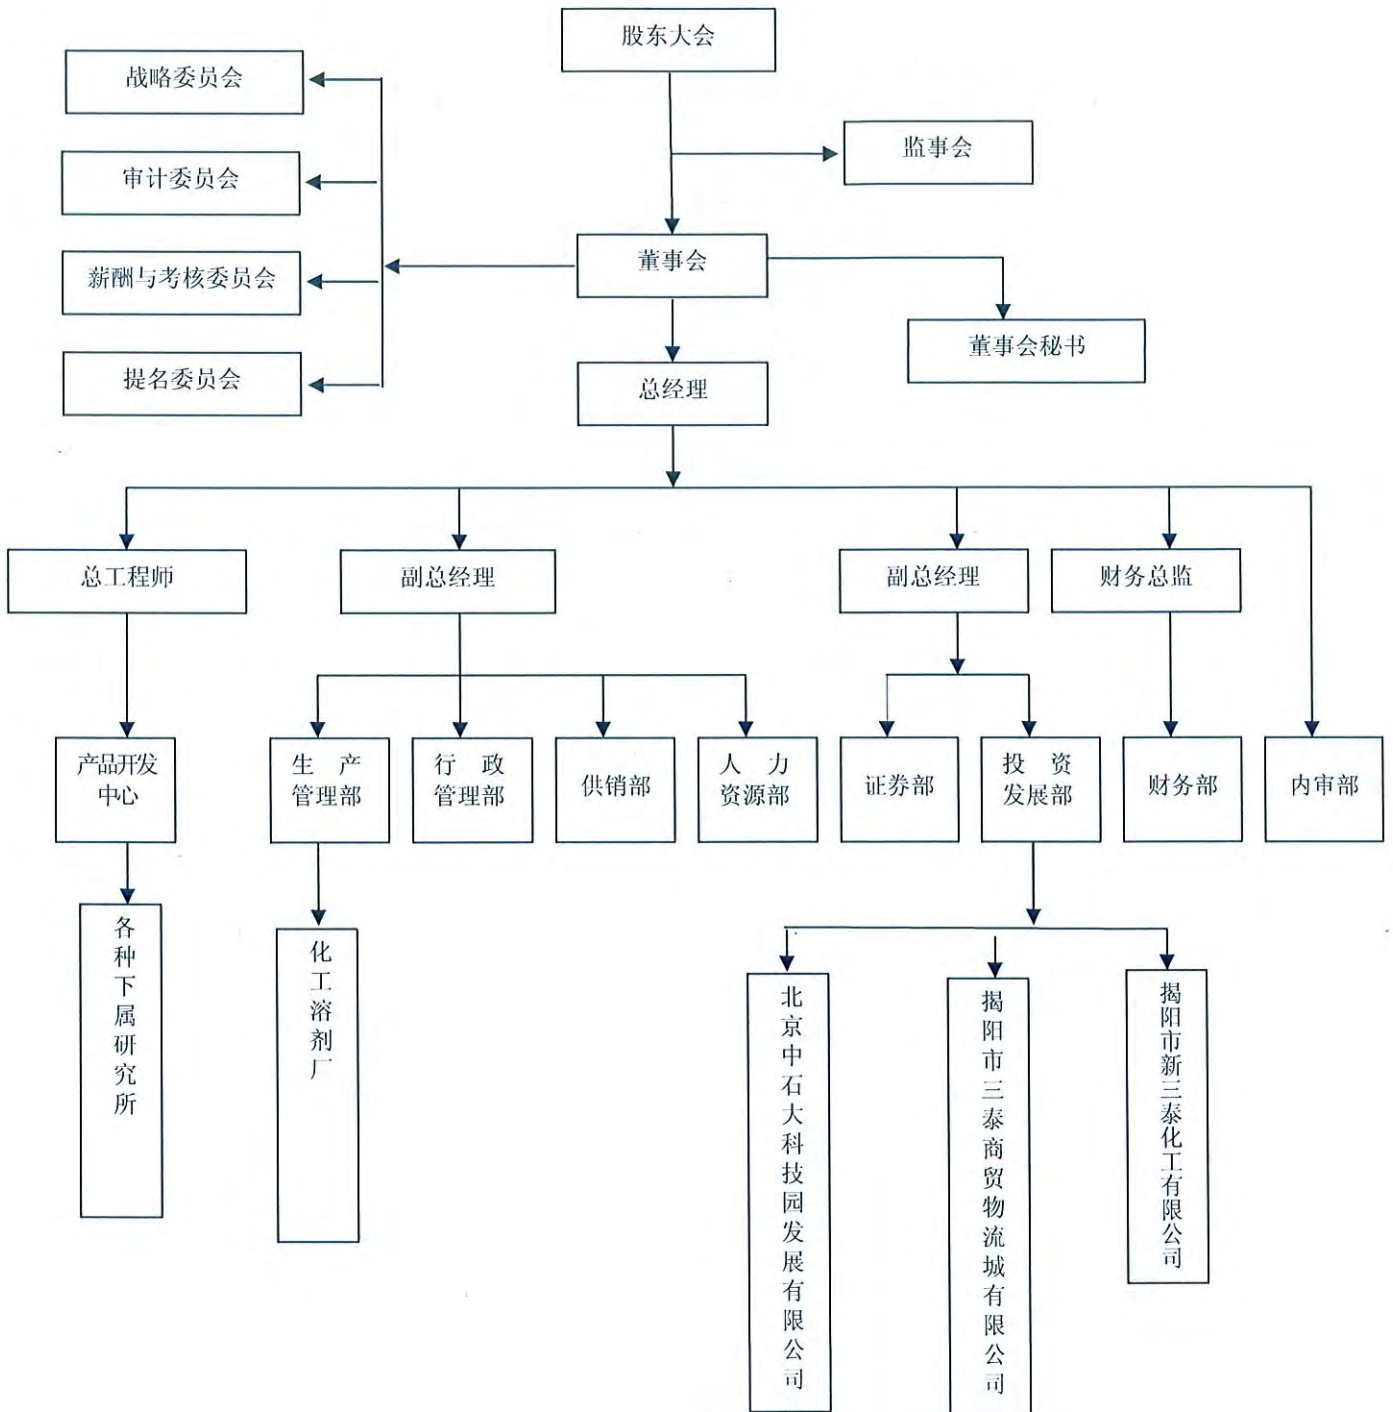 股东大会
战略委员会
监事会
审计委员会
董事会
薪酬与考核委员会
董事会秘书
提名委员会
总经理
总工程师
副总经理
副总经理
财务总监
产品开发
中心
生 产
管理部
行 政
管理部
供销部
人 力
资源部
证券部
投 资
发展部
财务部
内审部
各种下属研究所
化工溶剂厂
北京中石大科技园发展有限公司
揭阳市三泰商贸物流城有限公司
揭阳市新三泰化工有限公司